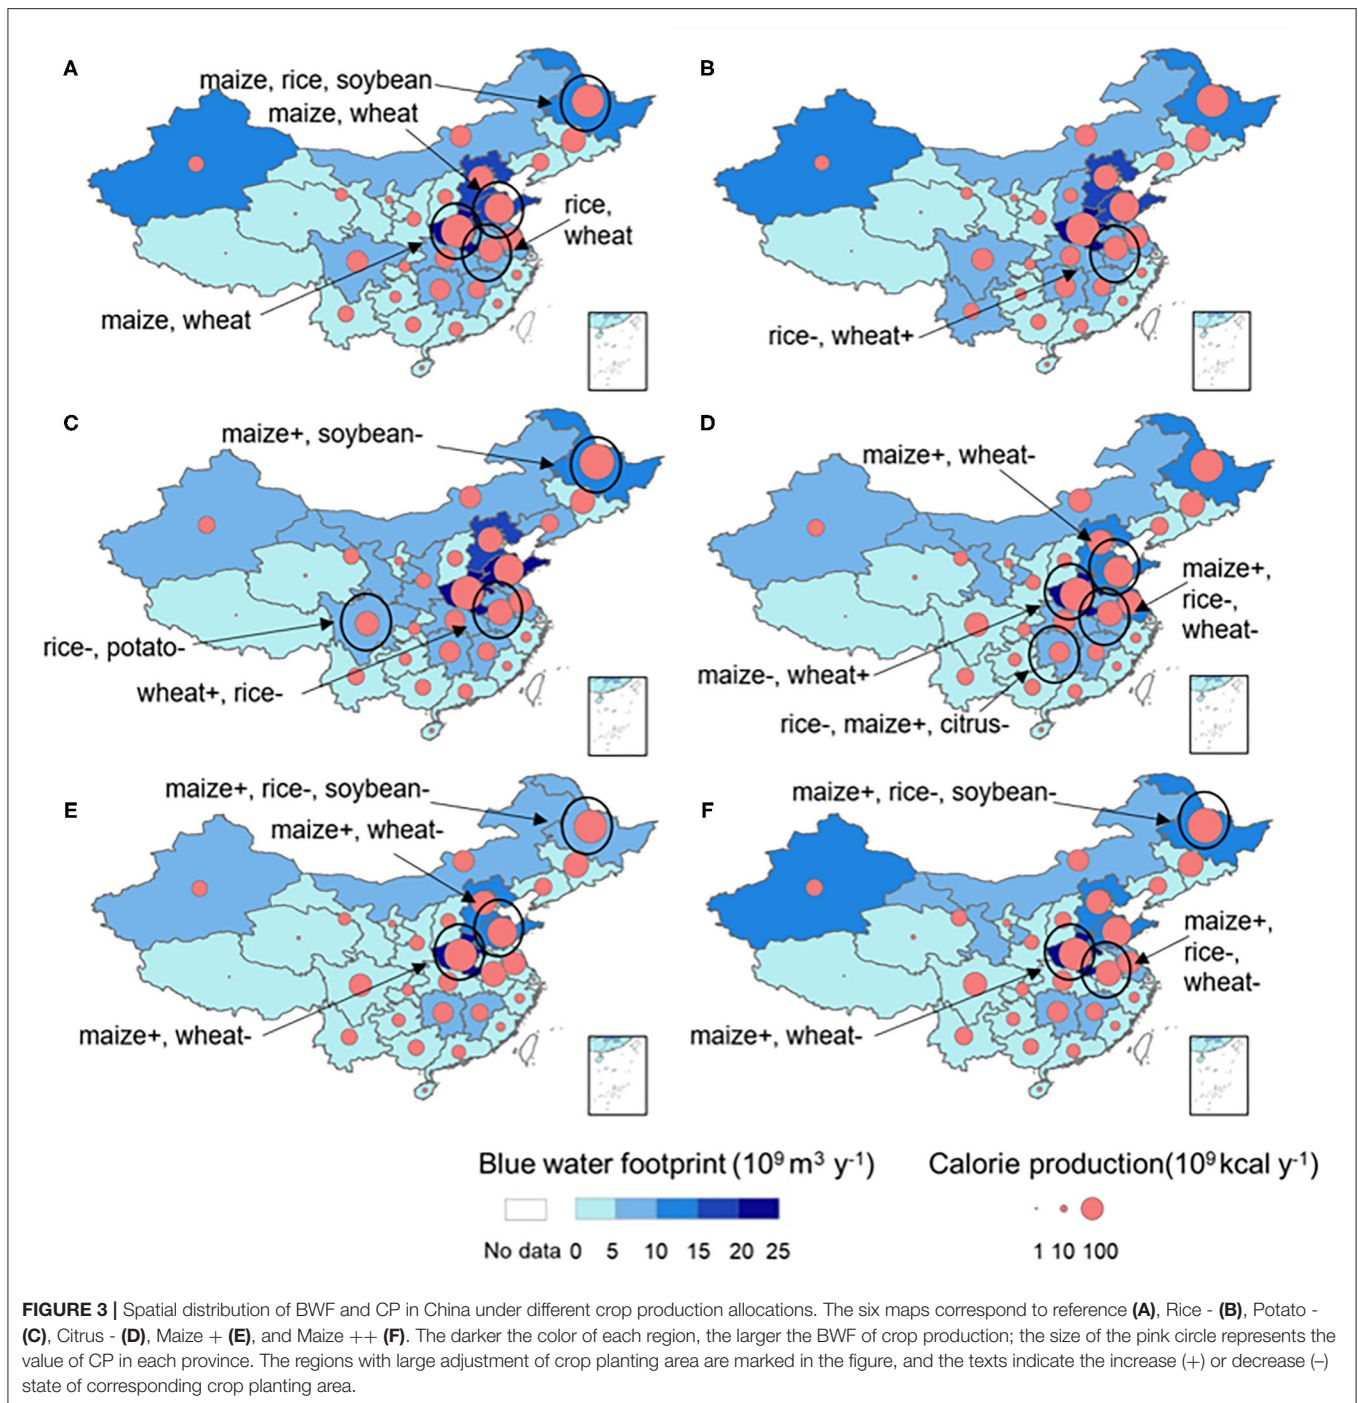 A
maize, rice, soybean
maize, wheat
rice,
wheat
maize, wheat
B
rice-, wheat+
C
maize+, soybean-
rice-, potato-
wheat+, rice-
D
maize+, wheat-
maize+,
rice-,
wheat-
maize-, wheat+
rice-, maize+, citrus-
E
maize+, rice-, soybean-
maize+, wheat-
maize+, wheat-
F
maize+, rice-, soybean-
maize+,
rice-,
wheat-
maize+, wheat-
Blue water footprint (10⁹ m³ y⁻¹)
No data 0 5 10 15 20 25
Calorie production(10⁹ kcal y⁻¹)
1 10 100
FIGURE 3 | Spatial distribution of BWF and CP in China under different crop production allocations. The six maps correspond to reference (A), Rice - (B), Potato -
(C), Citrus - (D), Maize + (E), and Maize ++ (F). The darker the color of each region, the larger the BWF of crop production; the size of the pink circle represents the
value of CP in each province. The regions with large adjustment of crop planting area are marked in the figure, and the texts indicate the increase (+) or decrease (–)
state of corresponding crop planting area.